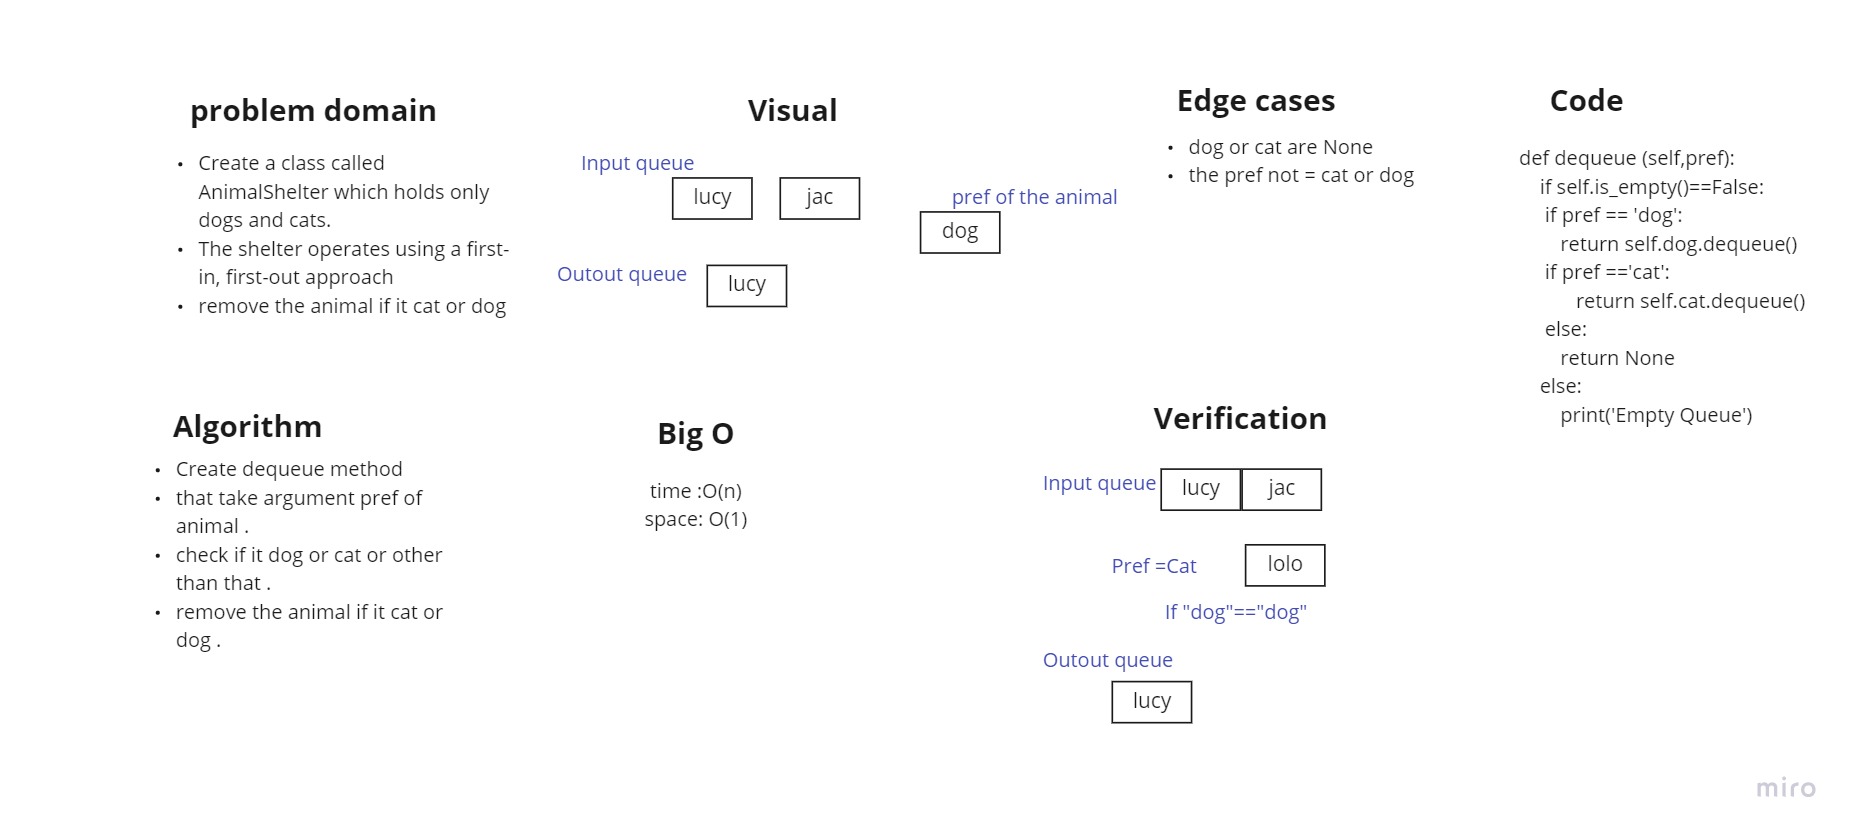 problem domain
• Create a class called
AnimalShelter which holds only
dogs and cats.
• The shelter operates using a first-
in, first-out approach
• remove the animal if it cat or dog
Visual
Input queue
lucy
jac
pref of the animal
dog
Outout queue
lucy
Edge cases
• dog or cat are None
• the pref not = cat or dog
Code
def dequeue (self,pref):
if self.is_empty()==False:
if pref == 'dog':
return self.dog.dequeue()
if pref =='cat':
return self.cat.dequeue()
else:
return None
else:
print('Empty Queue')
Algorithm
• Create dequeue method
• that take argument pref of
animal .
• check if it dog or cat or other
than that .
• remove the animal if it cat or
dog .
Big O
time :O(n)
space: O(1)
Verification
Input queue
lucy
jac
Pref =Cat
lolo
If "dog"=="dog"
Outout queue
lucy
miro